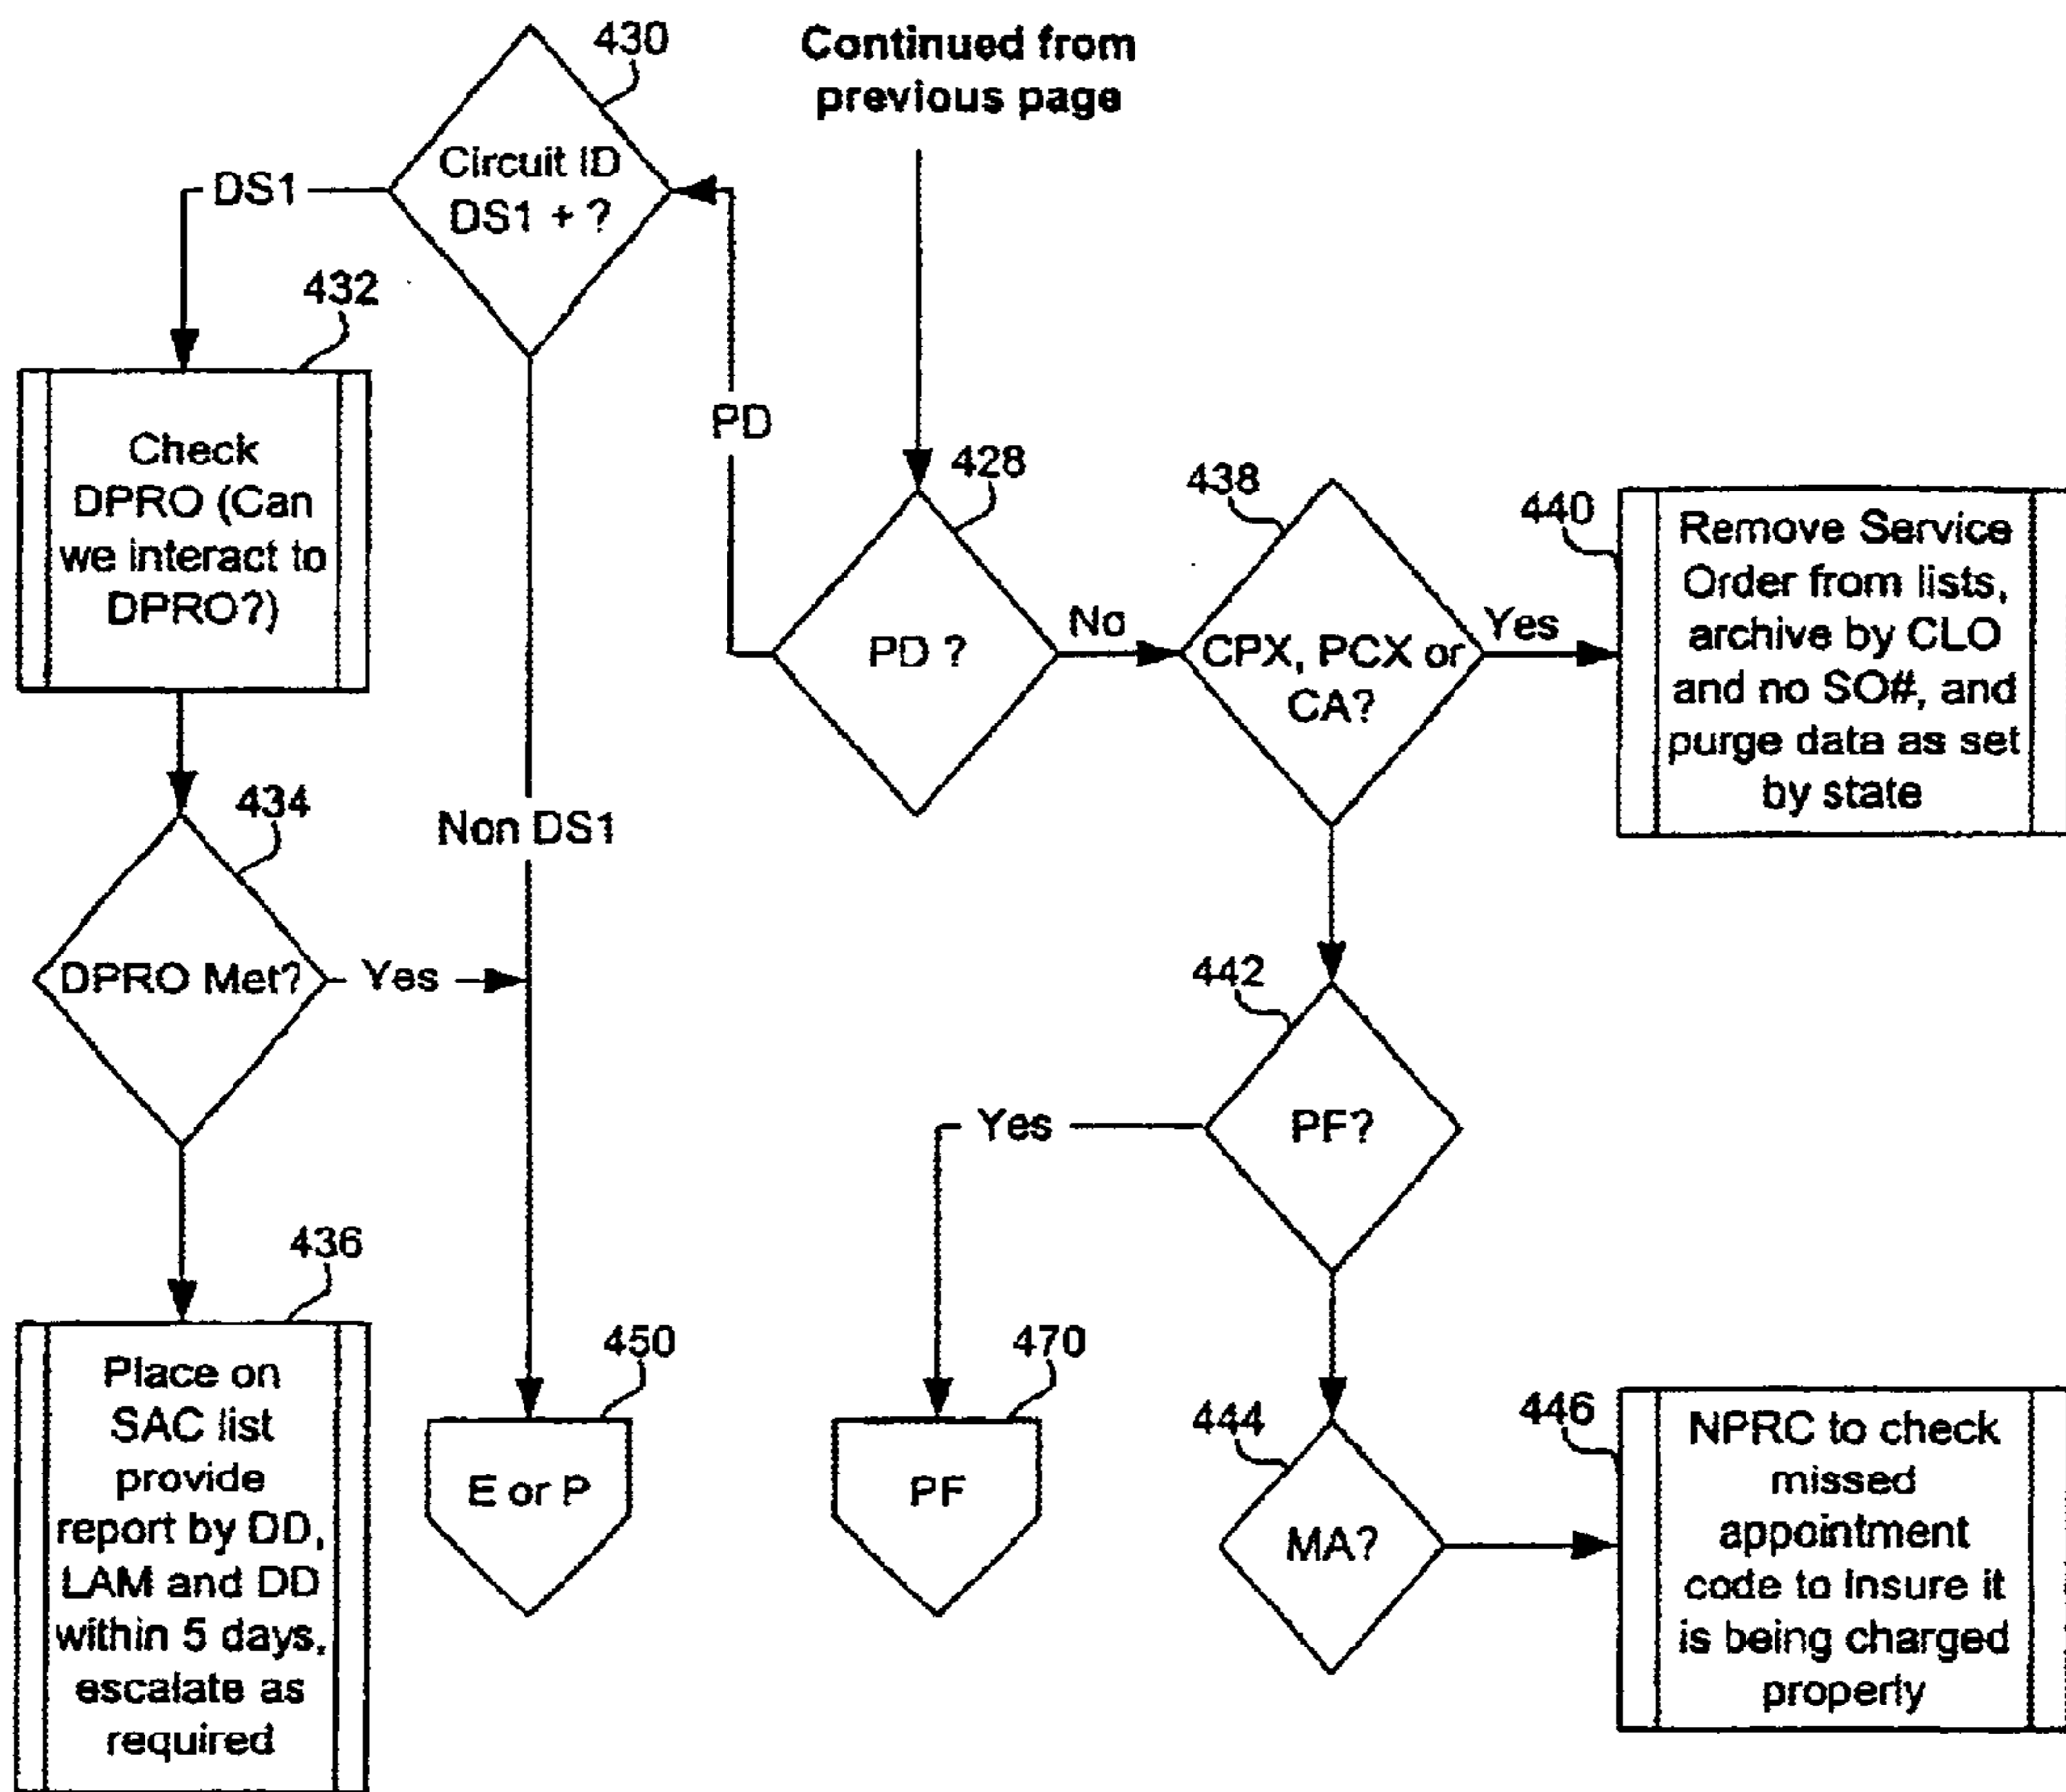 Continued from
previous page
430
Circuit ID
DS1 + ?
DS1
432
Check
DPRO (Can
we interact to
DPRO?)
PD
428
PD ?
No
438
CPX, PCX or
CA?
Yes
440
Remove Service
Order from lists,
archive by CLO
and no SO#, and
purge data as set
by state
434
DPRO Met?
Yes
Non DS1
442
PF?
Yes
436
Place on
SAC list
provide
report by DD,
LAM and DD
within 5 days,
escalate as
required
450
E or P
470
PF
444
MA?
446
NPRC to check
missed
appointment
code to insure it
is being charged
properly